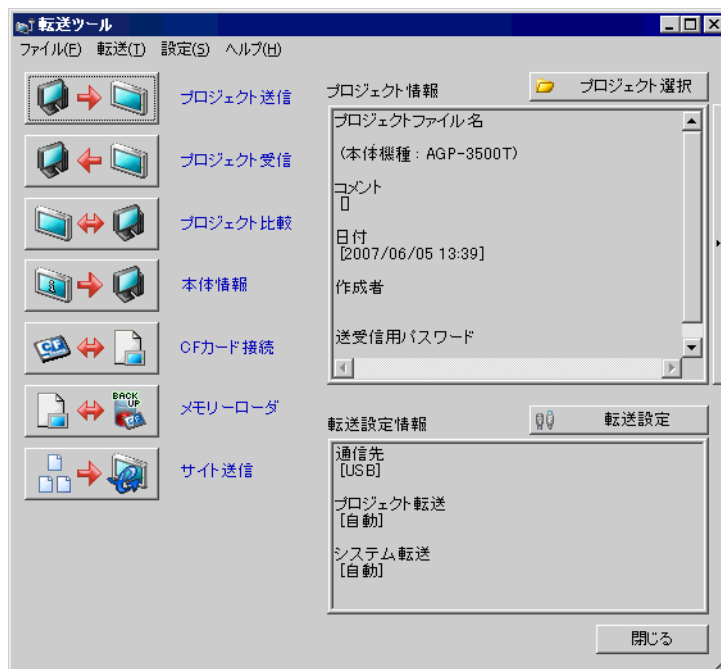 転送ツール
ファイル(F) 転送(T) 設定(S) ヘルプ(H)
プロジェクト送信
プロジェクト受信
プロジェクト比較
本体情報
CFカード接続
メモリーローダ
サイト送信
プロジェクト情報
プロジェクト選択
プロジェクトファイル名
(本体機種:AGP-3500T)
コメント
[]
日付
[2007/06/05 13:39]
作成者
送受信用パスワード
転送設定情報
転送設定
通信先
[USB]
プロジェクト転送
[自動]
システム転送
[自動]
閉じる
BACK
UP
CF